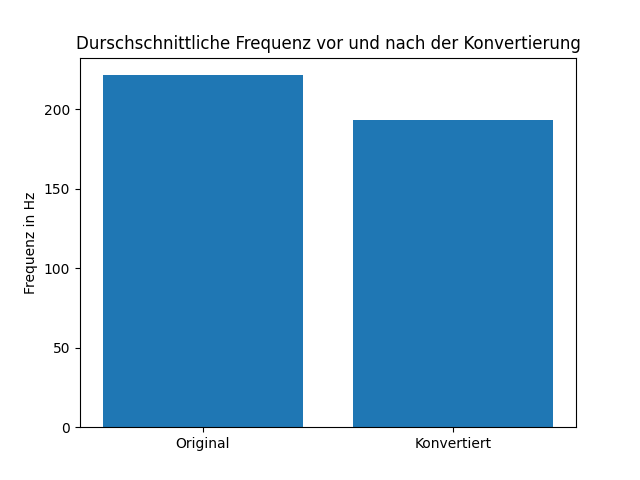 Durschschnittliche Frequenz vor und nach der Konvertierung
Frequenz in Hz
200
150
100
50
0
Original
Konvertiert